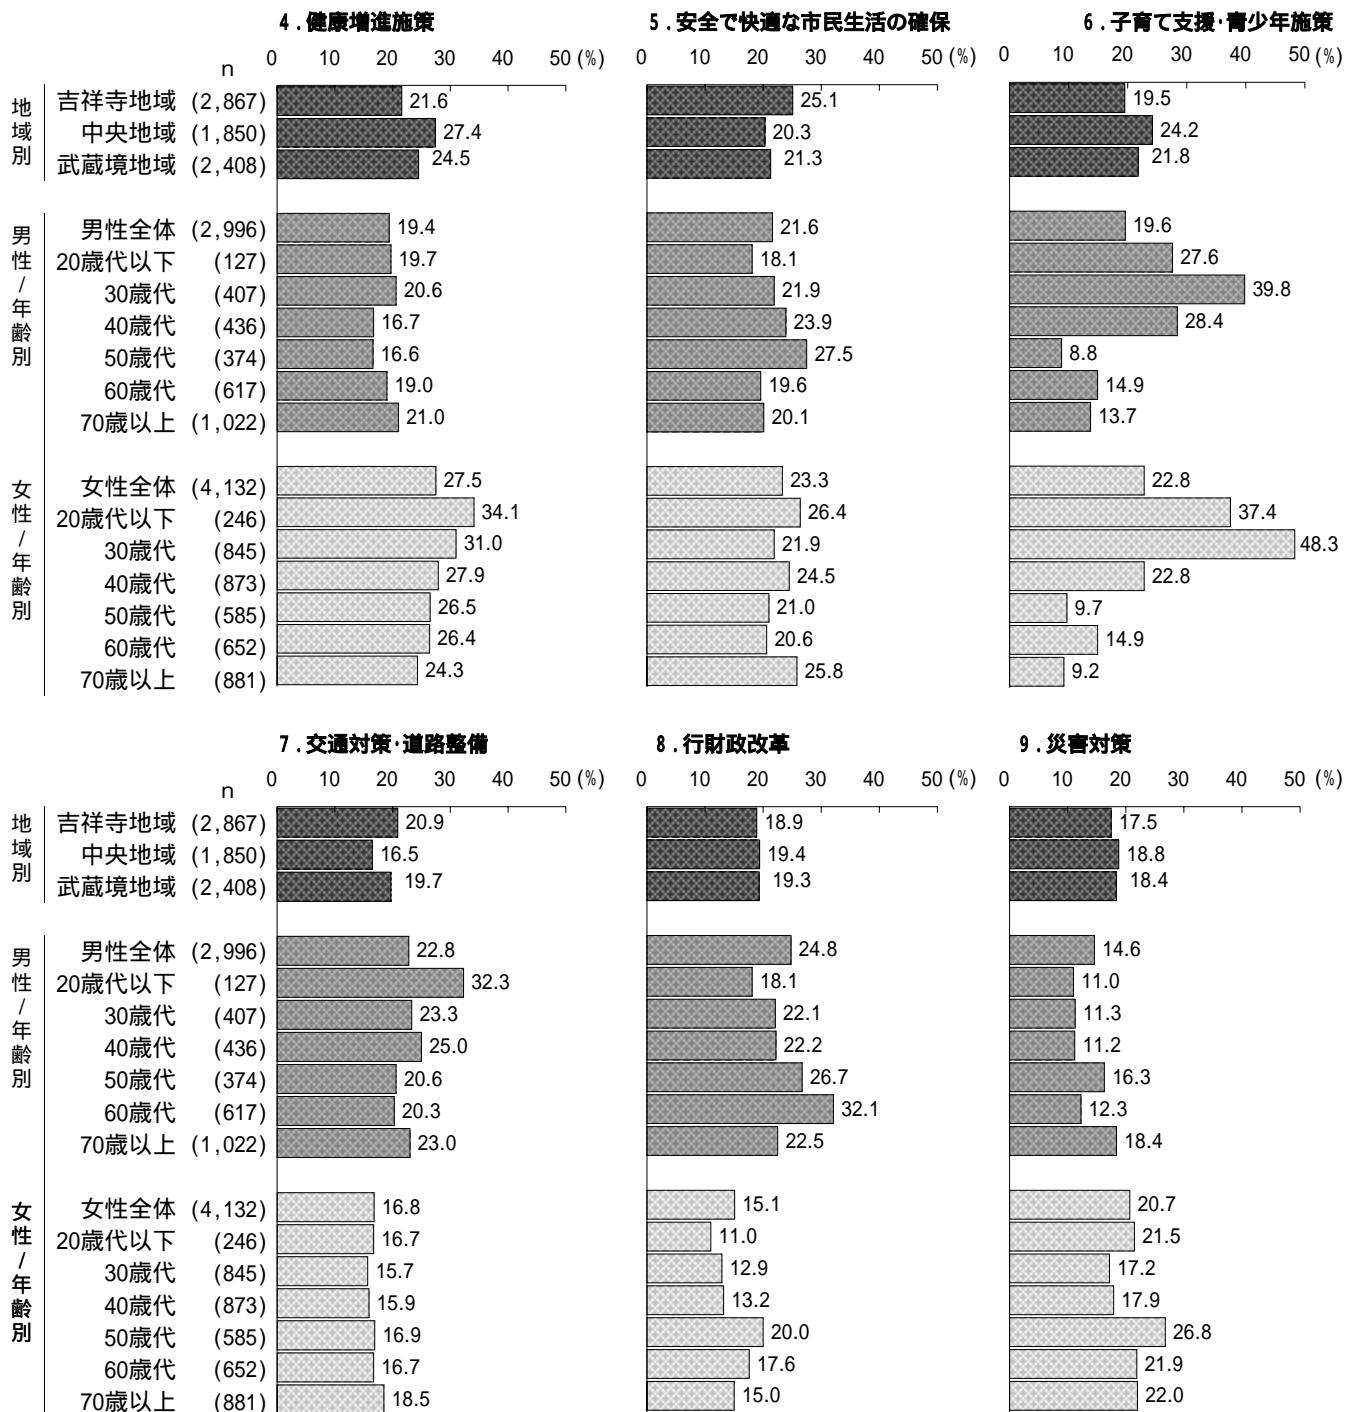 4．健康増進施策 5．安全で快適な市民生活の確保 6．子育て支援・青少年施策
n 0 10 20 30 40 50 (%) 0 10 20 30 40 50 (%) 0 10 20 30 40 50 (%)
地域別
吉祥寺地域 (2,867) 21.6 25.1 19.5
中央地域 (1,850) 27.4 20.3 24.2
武蔵境地域 (2,408) 24.5 21.3 21.8
男性/年齢別
男性全体 (2,996) 19.4 21.6 19.6
20歳代以下 (127) 19.7 18.1 27.6
30歳代 (407) 20.6 21.9 39.8
40歳代 (436) 16.7 23.9 28.4
50歳代 (374) 16.6 27.5 8.8
60歳代 (617) 19.0 19.6 14.9
70歳以上 (1,022) 21.0 20.1 13.7
女性/年齢別
女性全体 (4,132) 27.5 23.3 22.8
20歳代以下 (246) 34.1 26.4 37.4
30歳代 (845) 31.0 21.9 48.3
40歳代 (873) 27.9 24.5 22.8
50歳代 (585) 26.5 21.0 9.7
60歳代 (652) 26.4 20.6 14.9
70歳以上 (881) 24.3 25.8 9.2
7．交通対策・道路整備 8．行財政改革 9．災害対策
n 0 10 20 30 40 50 (%) 0 10 20 30 40 50 (%) 0 10 20 30 40 50 (%)
地域別
吉祥寺地域 (2,867) 20.9 18.9 17.5
中央地域 (1,850) 16.5 19.4 18.8
武蔵境地域 (2,408) 19.7 19.3 18.4
男性/年齢別
男性全体 (2,996) 22.8 24.8 14.6
20歳代以下 (127) 32.3 18.1 11.0
30歳代 (407) 23.3 22.1 11.3
40歳代 (436) 25.0 22.2 11.2
50歳代 (374) 20.6 26.7 16.3
60歳代 (617) 20.3 32.1 12.3
70歳以上 (1,022) 23.0 22.5 18.4
女性/年齢別
女性全体 (4,132) 16.8 15.1 20.7
20歳代以下 (246) 16.7 11.0 21.5
30歳代 (845) 15.7 12.9 17.2
40歳代 (873) 15.9 13.2 17.9
50歳代 (585) 16.9 20.0 26.8
60歳代 (652) 16.7 17.6 21.9
70歳以上 (881) 18.5 15.0 22.0